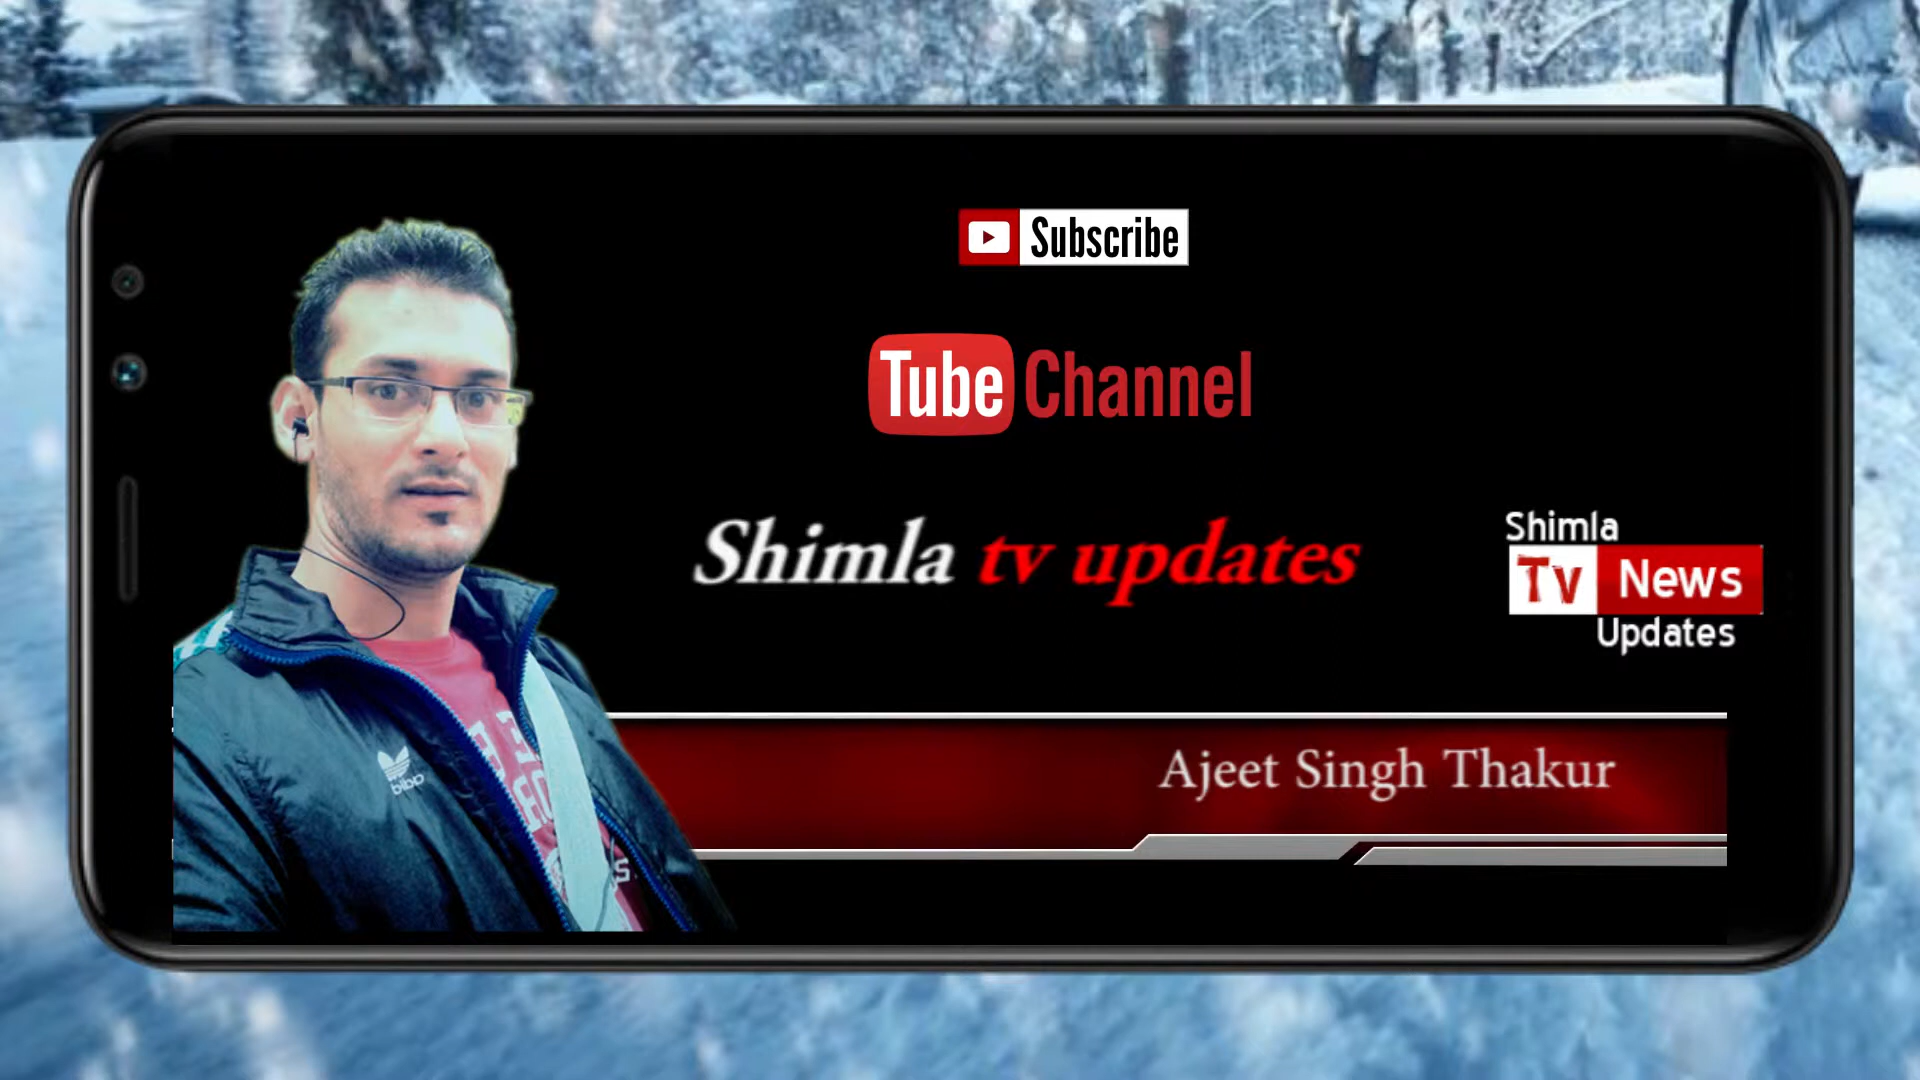 Subscribe
Tube Channel
Shimla tv updates
Shimla
Tv News
Updates
Ajeet Singh Thakur